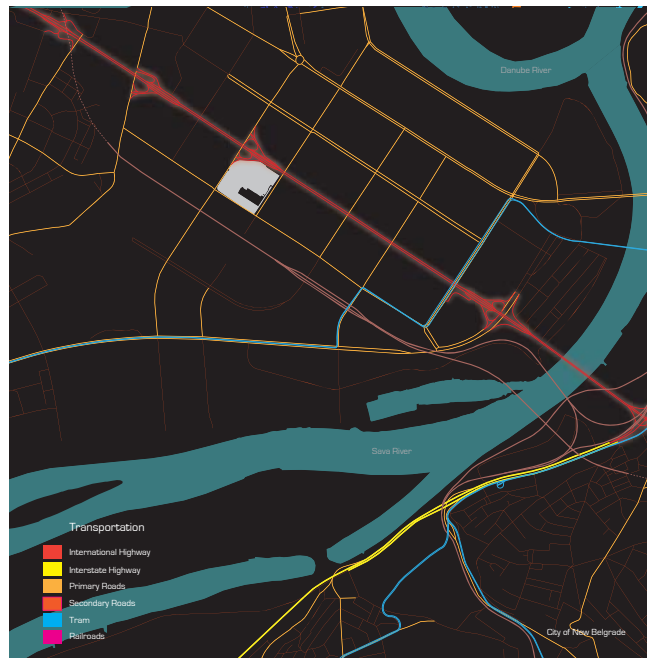 Danube River
Sava River
Transportation
International Highway
Interstate Highway
Primary Roads
Secondary Roads
Tram
Railroads
City of New Belgrade